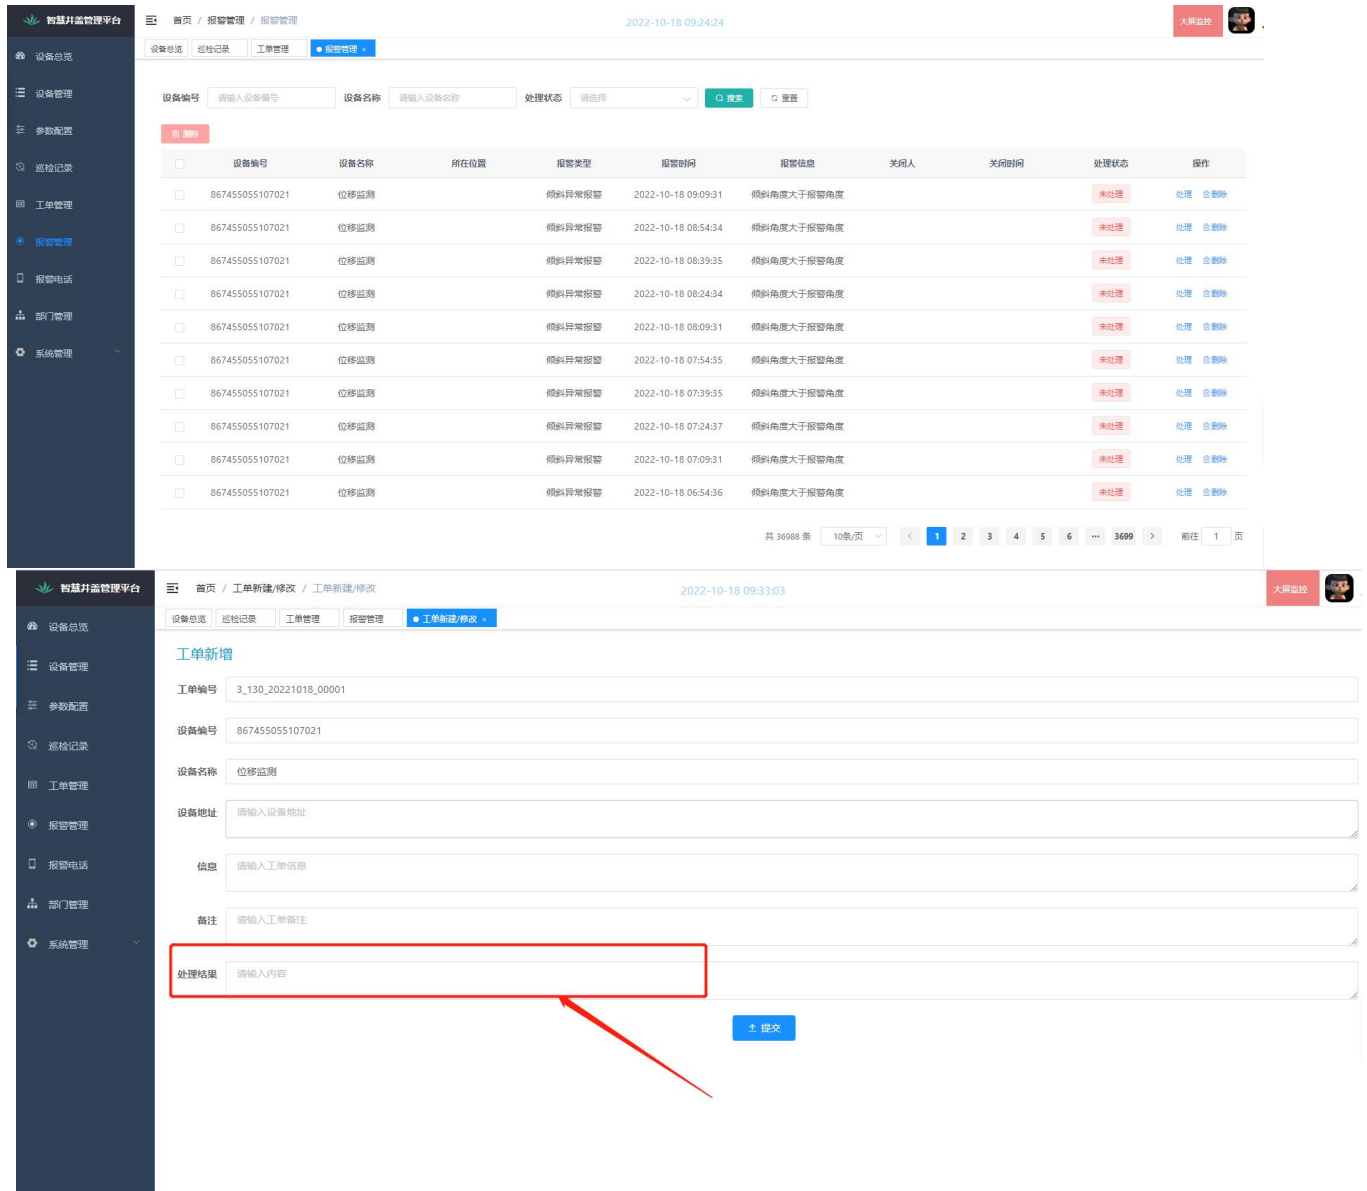 智慧井盖管理平台
首页 / 报警管理 / 报警管理
2022-10-18 09:24:24
大屏监控
设备总览
巡检记录
工单管理
报警管理 ×
设备总览
设备管理
参数配置
巡检记录
工单管理
报警管理
报警电话
部门管理
系统管理
设备编号 请输入设备编号 设备名称 请输入设备名称 处理状态 请选择 搜索 重置
删除
设备编号 设备名称 所在位置 报警类型 报警时间 报警信息 关闭人 关闭时间 处理状态 操作
867455055107021 位移监测 倾斜异常报警 2022-10-18 09:09:31 倾斜角度大于报警角度 未处理 处理 删除
867455055107021 位移监测 倾斜异常报警 2022-10-18 08:54:34 倾斜角度大于报警角度 未处理 处理 删除
867455055107021 位移监测 倾斜异常报警 2022-10-18 08:39:35 倾斜角度大于报警角度 未处理 处理 删除
867455055107021 位移监测 倾斜异常报警 2022-10-18 08:24:34 倾斜角度大于报警角度 未处理 处理 删除
867455055107021 位移监测 倾斜异常报警 2022-10-18 08:09:31 倾斜角度大于报警角度 未处理 处理 删除
867455055107021 位移监测 倾斜异常报警 2022-10-18 07:54:35 倾斜角度大于报警角度 未处理 处理 删除
867455055107021 位移监测 倾斜异常报警 2022-10-18 07:39:35 倾斜角度大于报警角度 未处理 处理 删除
867455055107021 位移监测 倾斜异常报警 2022-10-18 07:24:37 倾斜角度大于报警角度 未处理 处理 删除
867455055107021 位移监测 倾斜异常报警 2022-10-18 07:09:31 倾斜角度大于报警角度 未处理 处理 删除
867455055107021 位移监测 倾斜异常报警 2022-10-18 06:54:36 倾斜角度大于报警角度 未处理 处理 删除
共 36988 条 10条/页 < 1 2 3 4 5 6 ··· 3699 > 前往 1 页
智慧井盖管理平台
首页 / 工单新建/修改 / 工单新建/修改
2022-10-18 09:33:03
大屏监控
设备总览
巡检记录
工单管理
报警管理
工单新建/修改 ×
设备总览
设备管理
参数配置
巡检记录
工单管理
报警管理
报警电话
部门管理
系统管理
工单新增
工单编号 3_130_20221018_00001
设备编号 867455055107021
设备名称 位移监测
设备地址 请输入设备地址
信息 请输入工单信息
备注 请输入工单备注
处理结果 请输入内容
提交